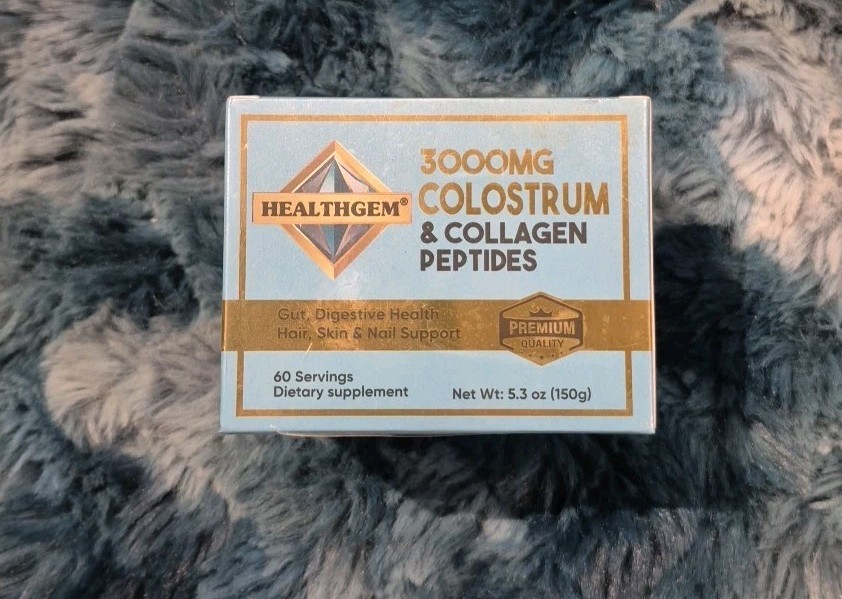 HEALTHGEM®
3000MG
COLOSTRUM
& COLLAGEN
PEPTIDES
Gut, Digestive Health
Hair, Skin & Nail Support
PREMIUM
QUALITY
60 Servings
Dietary supplement
Net Wt: 5.3 oz (150g)